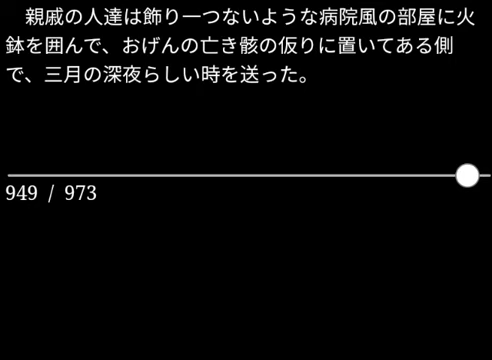 親戚の人達は飾り一つないような病院風の部屋に火
鉢を囲んで、おげんの亡き骸の仮りに置いてある側
で、三月の深夜らしい時を送った。
949 / 973